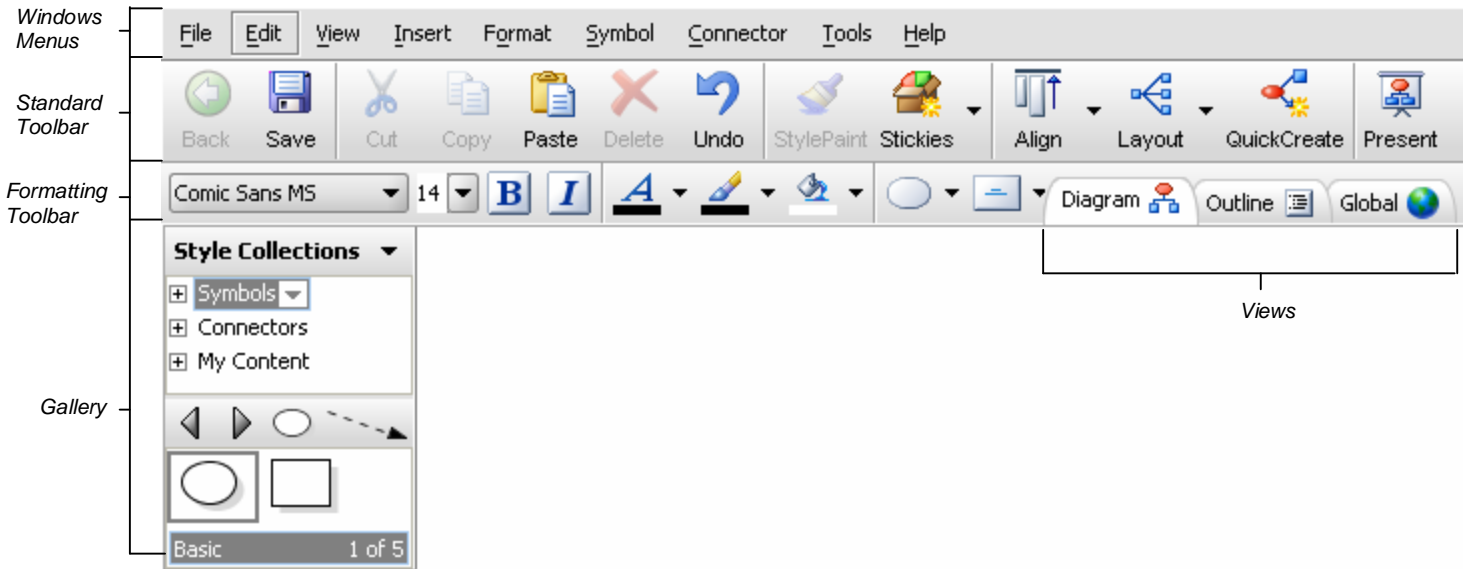 Windows
Menus
File Edit View Insert Format Symbol Connector Tools Help
Standard
Toolbar
Back Save Cut Copy Paste Delete Undo StylePaint Stickies Align Layout QuickCreate Present
Formatting
Toolbar
Comic Sans MS 14 B I A Diagram Outline Global
Views
Gallery
Style Collections
Symbols
Connectors
My Content
Basic 1 of 5